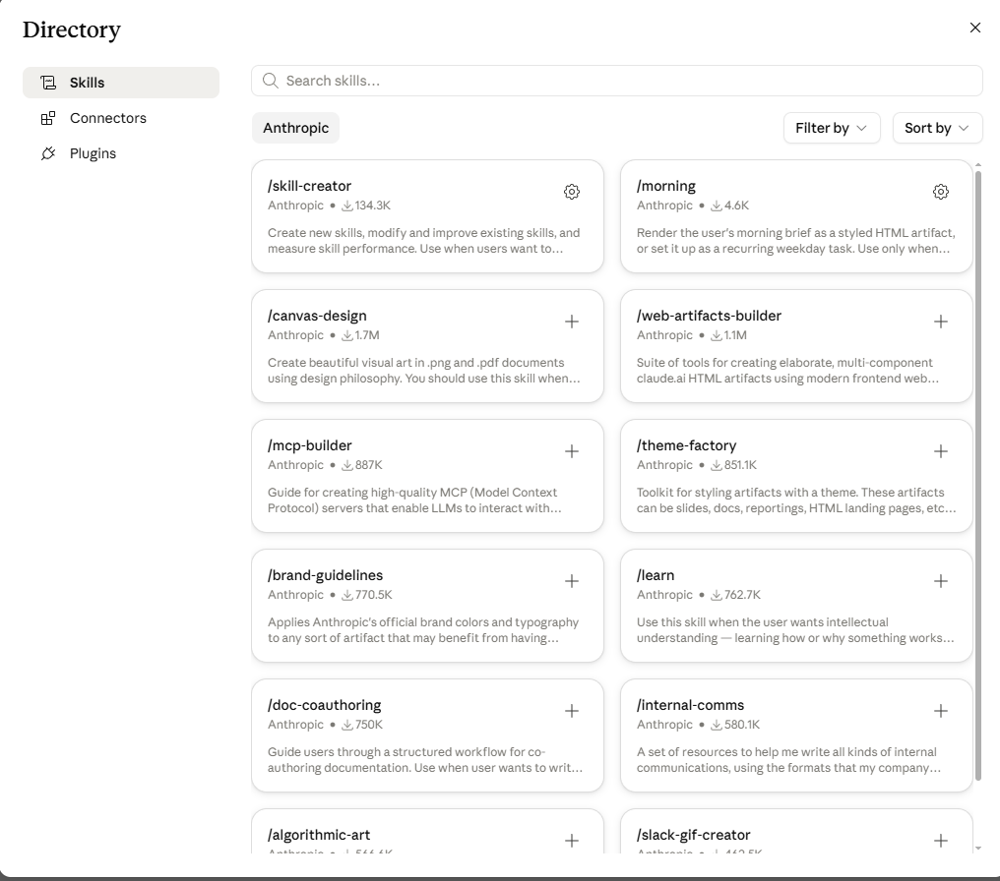 Directory
Skills
Connectors
Plugins
Search skills...
Anthropic
Filter by
Sort by
/skill-creator
Anthropic • 134.3K
Create new skills, modify and improve existing skills, and
measure skill performance. Use when users want to...
/morning
Anthropic • 4.6K
Render the user's morning brief as a styled HTML artifact,
or set it up as a recurring weekday task. Use only when...
/canvas-design
Anthropic • 1.7M
Create beautiful visual art in .png and .pdf documents
using design philosophy. You should use this skill when...
/web-artifacts-builder
Anthropic • 1.1M
Suite of tools for creating elaborate, multi-component
claude.ai HTML artifacts using modern frontend web...
/mcp-builder
Anthropic • 887K
Guide for creating high-quality MCP (Model Context
Protocol) servers that enable LLMs to interact with...
/theme-factory
Anthropic • 851.1K
Toolkit for styling artifacts with a theme. These artifacts
can be slides, docs, reportings, HTML landing pages, etc...
/brand-guidelines
Anthropic • 770.5K
Applies Anthropic's official brand colors and typography
to any sort of artifact that may benefit from having...
/learn
Anthropic • 762.7K
Use this skill when the user wants intellectual
understanding — learning how or why something works...
/doc-coauthoring
Anthropic • 750K
Guide users through a structured workflow for co-
authoring documentation. Use when user wants to writ...
/internal-comms
Anthropic • 580.1K
A set of resources to help me write all kinds of internal
communications, using the formats that my company...
/algorithmic-art
Anthropic •
/slack-gif-creator
Anthropic •